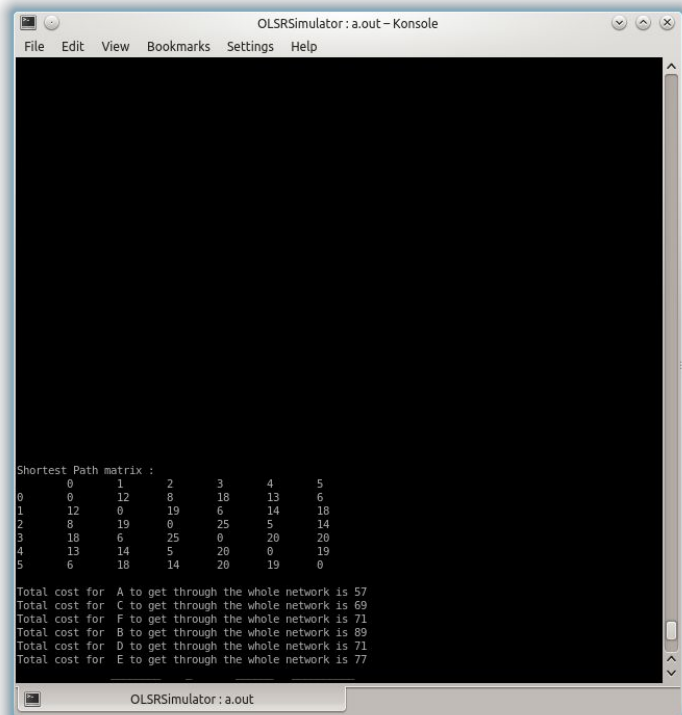 OLSRSimulator : a.out – Konsole
File Edit View Bookmarks Settings Help
Shortest Path matrix :
0 1 2 3 4 5
0 0 12 8 18 13 6
1 12 0 19 6 14 18
2 8 19 0 25 5 14
3 18 6 25 0 20 20
4 13 14 5 20 0 19
5 6 18 14 20 19 0
Total cost for A to get through the whole network is 57
Total cost for C to get through the whole network is 69
Total cost for F to get through the whole network is 71
Total cost for B to get through the whole network is 89
Total cost for D to get through the whole network is 71
Total cost for E to get through the whole network is 77
OLSRSimulator : a.out